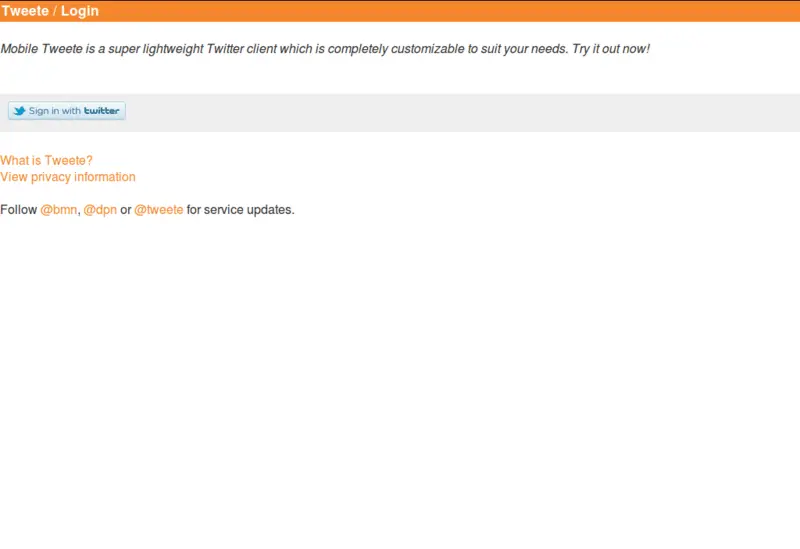 Tweete / Login
Mobile Tweete is a super lightweight Twitter client which is completely customizable to suit your needs. Try it out now!
Sign in with twitter
What is Tweete?
View privacy information
Follow @bmn, @dpn or @tweete for service updates.